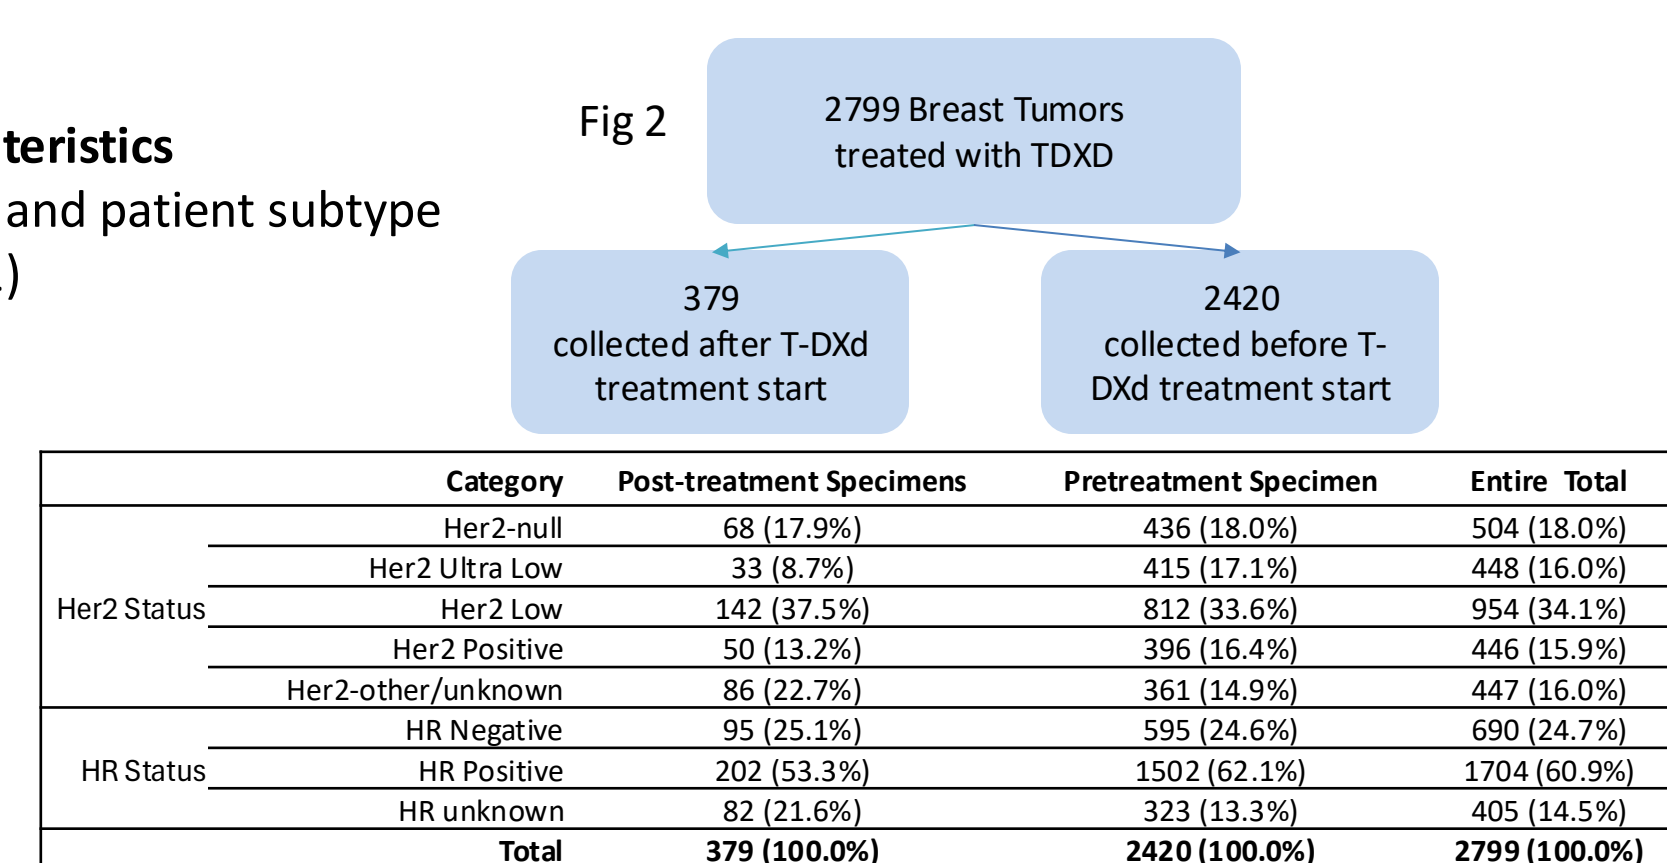 teristics
and patient subtype
.)
Fig 2
2799 Breast Tumors
treated with TDXD
379
collected after T-DXd
treatment start
2420
collected before T-
DXd treatment start
Category Post-treatment Specimens Pretreatment Specimen Entire Total
Her2 Status
Her2-null 68 (17.9%) 436 (18.0%) 504 (18.0%)
Her2 Ultra Low 33 (8.7%) 415 (17.1%) 448 (16.0%)
Her2 Low 142 (37.5%) 812 (33.6%) 954 (34.1%)
Her2 Positive 50 (13.2%) 396 (16.4%) 446 (15.9%)
Her2-other/unknown 86 (22.7%) 361 (14.9%) 447 (16.0%)
HR Status
HR Negative 95 (25.1%) 595 (24.6%) 690 (24.7%)
HR Positive 202 (53.3%) 1502 (62.1%) 1704 (60.9%)
HR unknown 82 (21.6%) 323 (13.3%) 405 (14.5%)
Total 379 (100.0%) 2420 (100.0%) 2799 (100.0%)